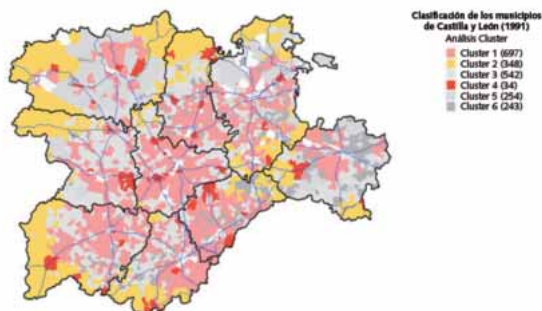 Clasificación de los municipios
de Castilla y León (1991)
Análisis Cluster
Cluster 1 (697)
Cluster 2 (348)
Cluster 3 (542)
Cluster 4 (34)
Cluster 5 (254)
Cluster 6 (243)